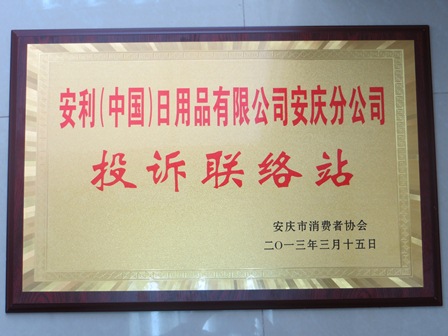 安利(中国)日用品有限公司安庆分公司
投诉联络站
安庆市消费者协会
二〇一三年三月十五日